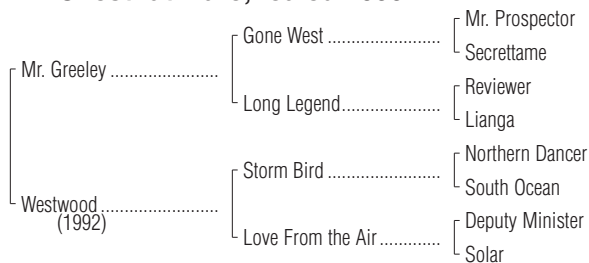 Mr. Prospector
Gone West ........................
Secrettame
Mr. Greeley ........................
Reviewer
Long Legend.....................
Lianga
Northern Dancer
Storm Bird ........................
South Ocean
Westwood..........................
(1992)
Deputy Minister
Love From the Air.............
Solar